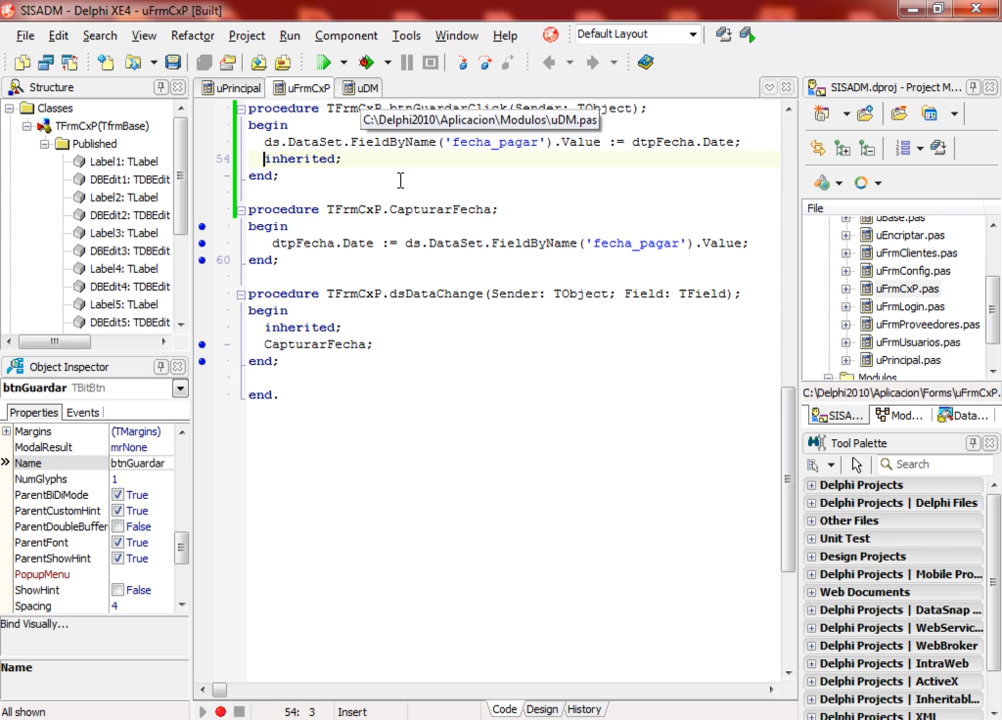 SISADM - Delphi XE4 - uFrmCxP [Built]
File Edit Search View Refactor Project Run Component Tools Window Help Default Layout
Structure
Classes
TFrmCxP(TfrmBase)
Published
Label1: TLabel
DBEdit1: TDBEdit
Label2: TLabel
DBEdit2: TDBEdit
Label3: TLabel
DBEdit3: TDBEdit
Label4: TLabel
DBEdit4: TDBEdit
Label5: TLabel
DBEdit5: TDBEdit
Object Inspector
btnGuardar TBitBtn
Properties Events
Margins (TMargins)
ModalResult mrNone
Name btnGuardar
NumGlyphs 1
ParentBiDiMode True
ParentCustomHint True
ParentDoubleBuffer False
ParentFont True
ParentShowHint True
PopupMenu
ShowHint False
Spacing 4
Bind Visually...
Name
All shown
uPrincipal uFrmCxP uDM
procedure TFrmCxP.btnGuardarClick(Sender: TObject);
C:\Delphi2010\Aplicacion\Modulos\uDM.pas
begin
ds.DataSet.FieldByName('fecha_pagar').Value := dtpFecha.Date;
54 inherited;
end;
procedure TFrmCxP.CapturarFecha;
begin
dtpFecha.Date := ds.DataSet.FieldByName('fecha_pagar').Value;
60 end;
procedure TFrmCxP.dsDataChange(Sender: TObject; Field: TField);
begin
inherited;
CapturarFecha;
end;
end.
54: 3 Insert Code Design History
SISADM.dproj - Project M...
File
uBase.pas
uEncriptar.pas
uFrmClientes.pas
uFrmConfig.pas
uFrmCxP.pas
uFrmLogin.pas
uFrmProveedores.pas
uFrmUsuarios.pas
uPrincipal.pas
Modulos
C:\Delphi2010\Aplicacion\Forms\uFrmCxP.
SISA... Mod... Data...
Tool Palette
Search
Delphi Projects
Delphi Projects | Delphi Files
Other Files
Unit Test
Design Projects
Delphi Projects | Mobile Pro...
Web Documents
Delphi Projects | DataSnap ...
Delphi Projects | WebServic...
Delphi Projects | WebBroker
Delphi Projects | IntraWeb
Delphi Projects | ActiveX
Delphi Projects | Inheritabl...
Delphi Projects | XML